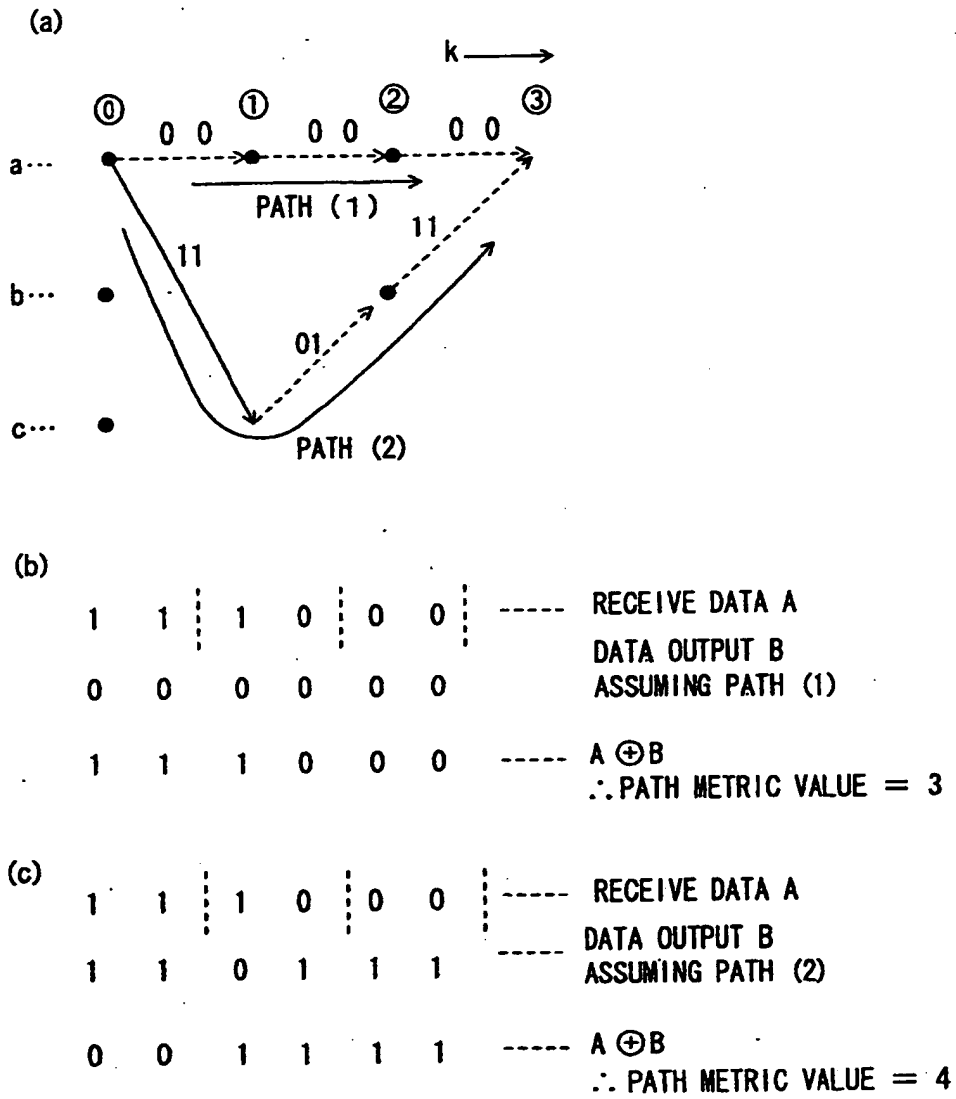 (a)
k
⓪ ① ② ③
0 0 0 0 0 0
a···
PATH (1)
11 11
b···
01
c···
PATH (2)
(b)
1 1 1 0 0 0 ----- RECEIVE DATA A
DATA OUTPUT B
0 0 0 0 0 0 ASSUMING PATH (1)
1 1 1 0 0 0 ----- A ⊕B
∴ PATH METRIC VALUE = 3
(c)
1 1 1 0 0 0 ----- RECEIVE DATA A
DATA OUTPUT B
1 1 0 1 1 1 ----- ASSUMING PATH (2)
0 0 1 1 1 1 ----- A ⊕B
∴ PATH METRIC VALUE = 4